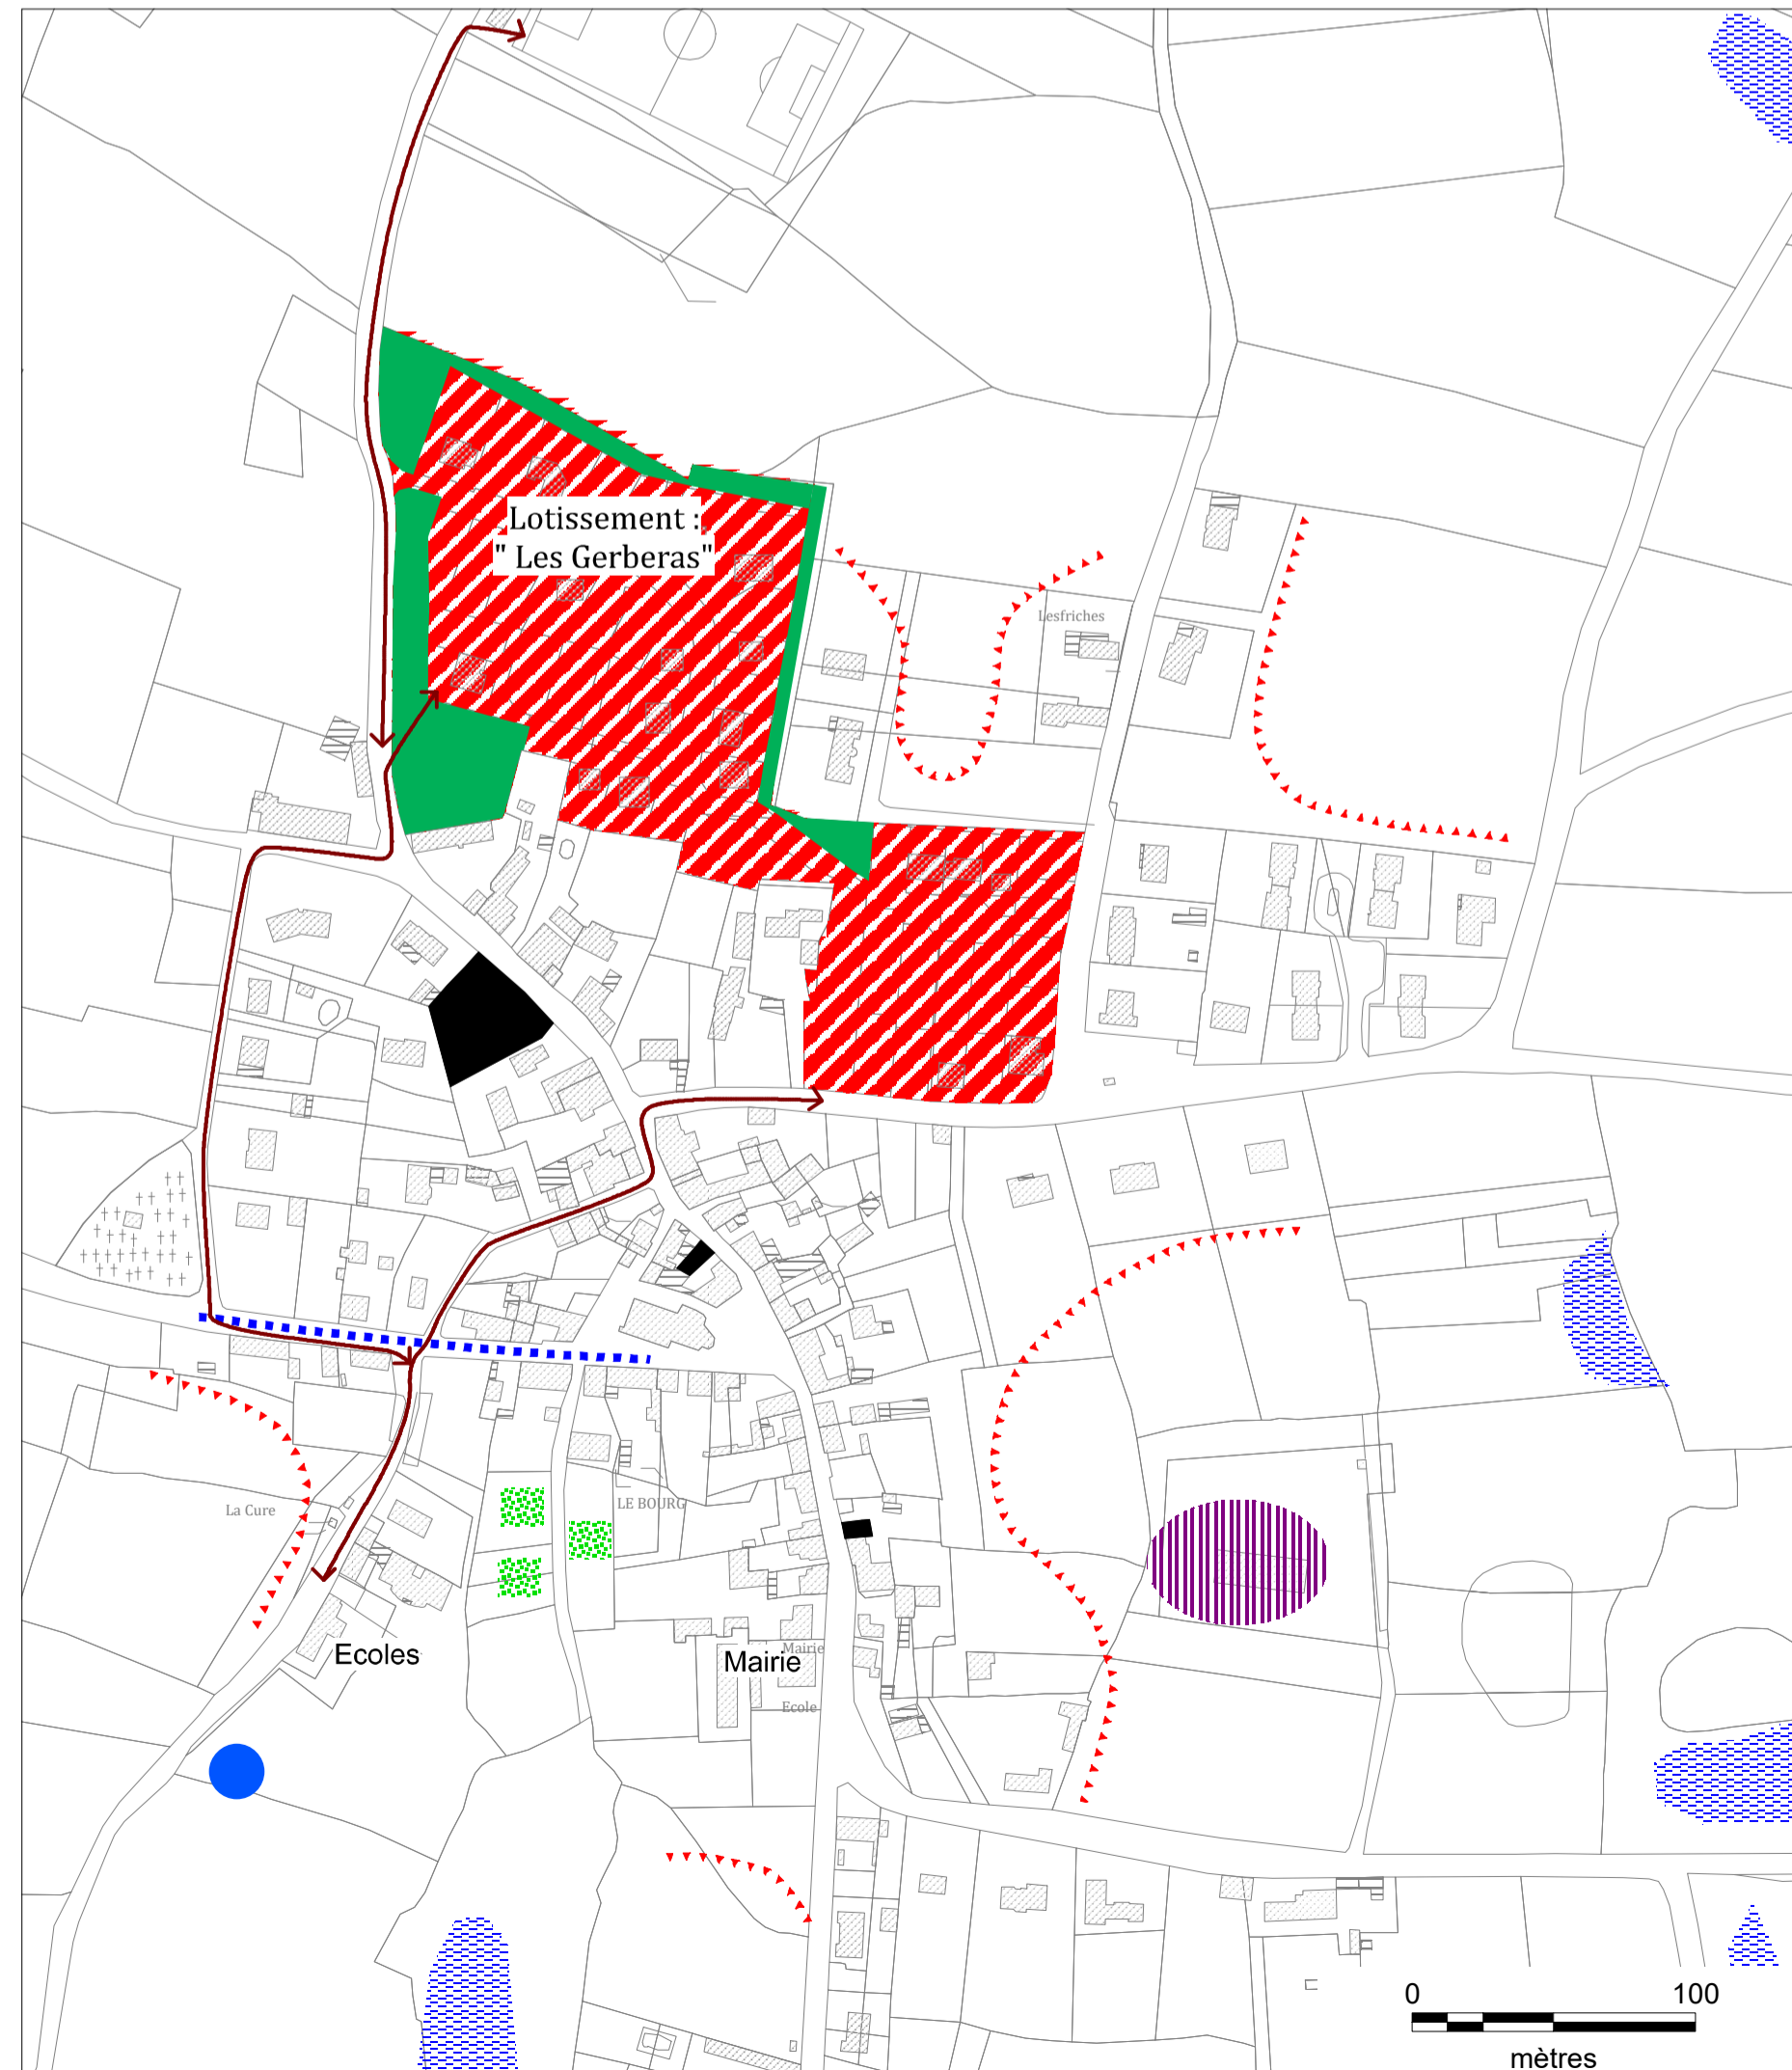 Lotissement :
" Les Gerberas"
Lesfriches
La Cure
LE BOURG
Ecoles
Mairie
Mairie
Ecole
0 100
mètres